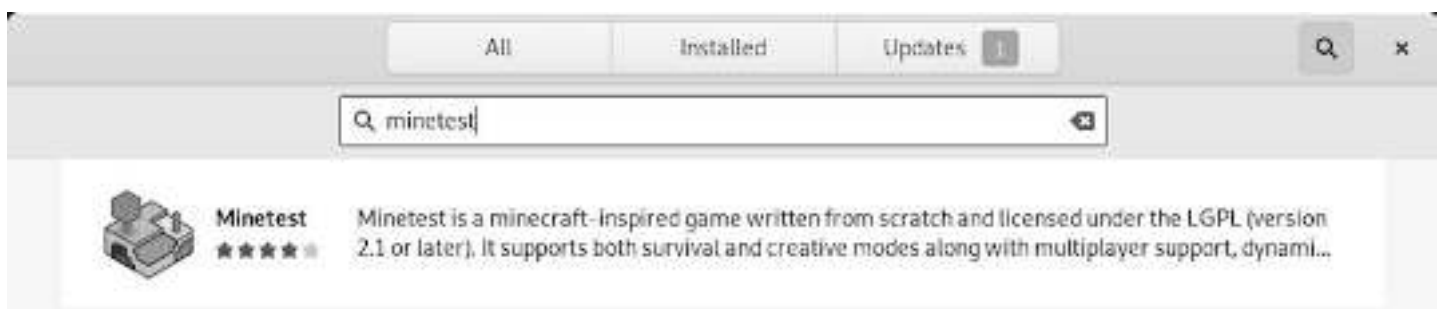 All Installed Updates 1
minetest
Minetest
Minetest is a minecraft-inspired game written from scratch and licensed under the LGPL (version
2.1 or later). It supports both survival and creative modes along with multiplayer support, dynami...